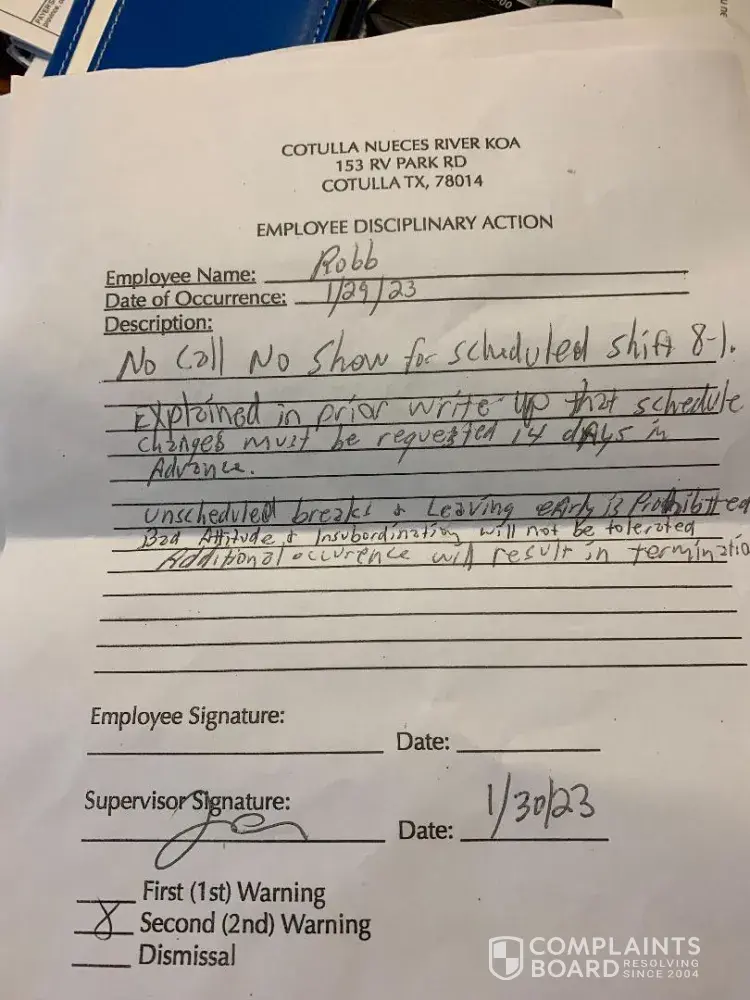 COTULLA NUECES RIVER KOA
153 RV PARK RD
COTULLA TX, 78014
EMPLOYEE DISCIPLINARY ACTION
Employee Name: Robb
Date of Occurrence: 1/29/23
Description:
No Call No Show for scheduled shift 8-1.
Explained in prior write-up that schedule
changes must be requested 14 days in
Advance.
unscheduled breaks & Leaving early is Prohibitted
Bad Attitude & Insubordination will not be tolerated
Additional occurence will result in terminatio
Employee Signature:
Date:
Supervisor Signature:
Date: 1/30/23
First (1st) Warning
Second (2nd) Warning
Dismissal
COMPLAINTS
BOARD RESOLVING
SINCE 2004